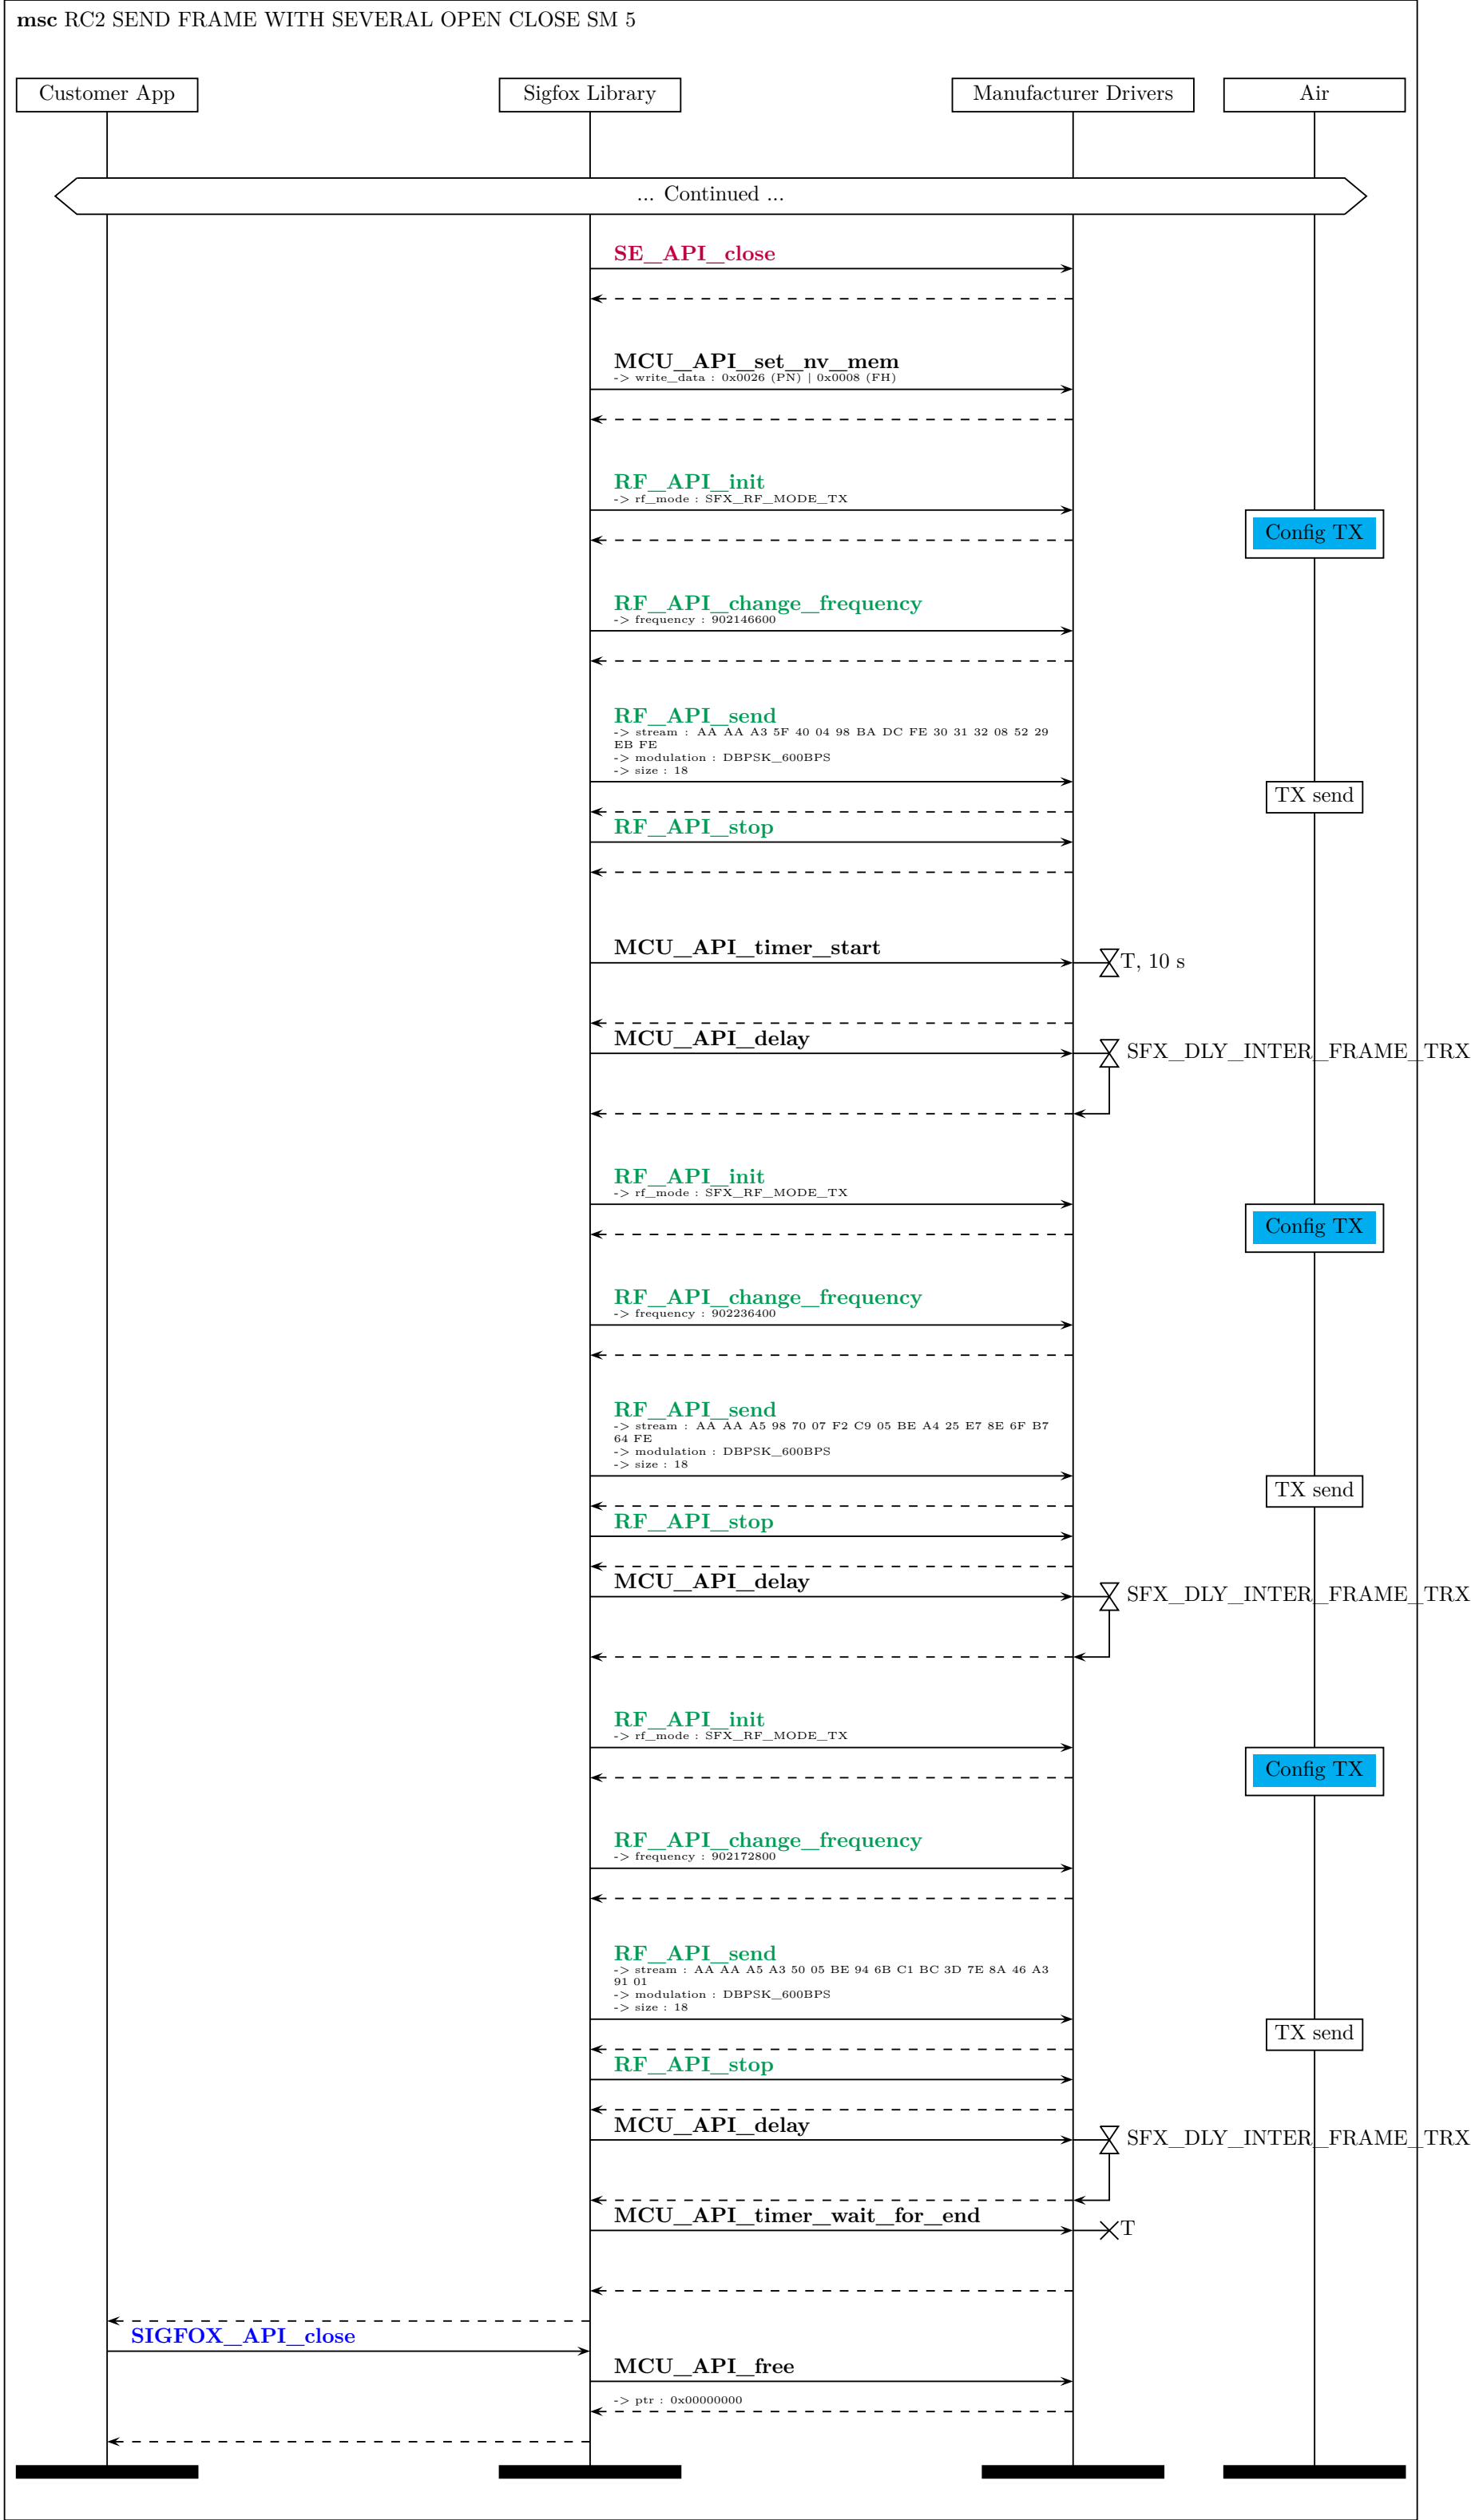 msc RC2 SEND FRAME WITH SEVERAL OPEN CLOSE SM 5
Customer App
Sigfox Library
Manufacturer Drivers
Air
... Continued ...
SE_API_close
MCU_API_set_nv_mem
-> write_data : 0x0026 (PN) | 0x0008 (FH)
RF_API_init
-> rf_mode : SFX_RF_MODE_TX
Config TX
RF_API_change_frequency
-> frequency : 902146600
RF_API_send
-> stream : AA AA A3 5F 40 04 98 BA DC FE 30 31 32 08 52 29
EB FE
-> modulation : DBPSK_600BPS
-> size : 18
TX send
RF_API_stop
MCU_API_timer_start
T, 10 s
MCU_API_delay
SFX_DLY_INTER_FRAME_TRX
RF_API_init
-> rf_mode : SFX_RF_MODE_TX
Config TX
RF_API_change_frequency
-> frequency : 902236400
RF_API_send
-> stream : AA AA A5 98 70 07 F2 C9 05 BE A4 25 E7 8E 6F B7
64 FE
-> modulation : DBPSK_600BPS
-> size : 18
TX send
RF_API_stop
MCU_API_delay
SFX_DLY_INTER_FRAME_TRX
RF_API_init
-> rf_mode : SFX_RF_MODE_TX
Config TX
RF_API_change_frequency
-> frequency : 902172800
RF_API_send
-> stream : AA AA A5 A3 50 05 BE 94 6B C1 BC 3D 7E 8A 46 A3
91 01
-> modulation : DBPSK_600BPS
-> size : 18
TX send
RF_API_stop
MCU_API_delay
SFX_DLY_INTER_FRAME_TRX
MCU_API_timer_wait_for_end
T
SIGFOX_API_close
MCU_API_free
-> ptr : 0x00000000